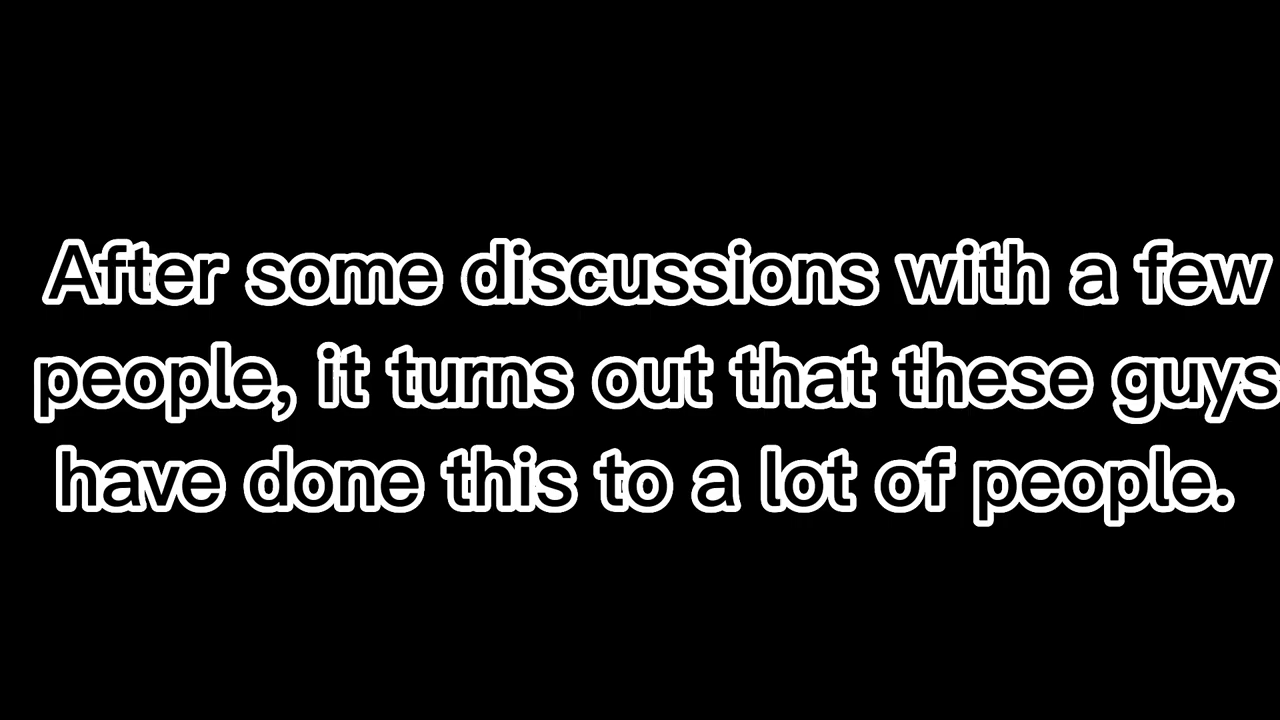 After some discussions with a few
people, it turns out that these guys
have done this to a lot of people.